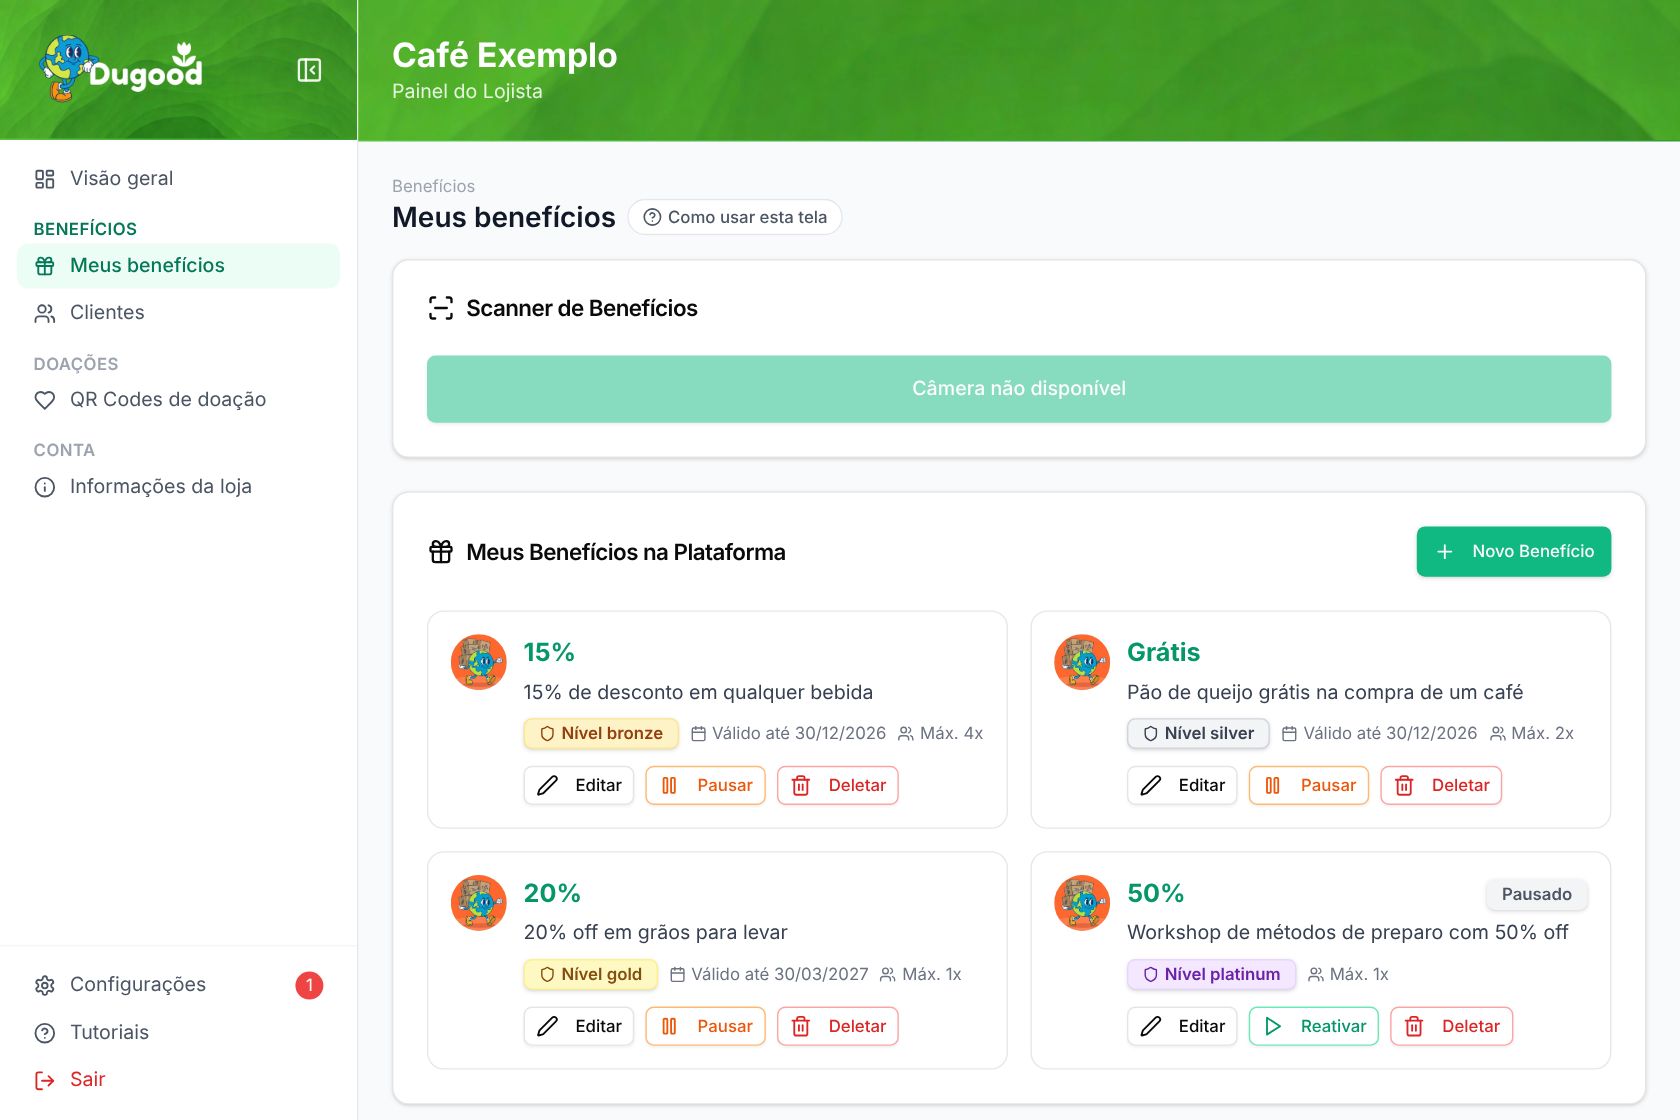 Dugood
Café Exemplo
Painel do Lojista
Visão geral
BENEFÍCIOS
Meus benefícios
Clientes
DOAÇÕES
QR Codes de doação
CONTA
Informações da loja
Configurações 1
Tutoriais
Sair
Benefícios
Meus benefícios Como usar esta tela
Scanner de Benefícios
Câmera não disponível
Meus Benefícios na Plataforma Novo Benefício
15%
15% de desconto em qualquer bebida
Nível bronze Válido até 30/12/2026 Máx. 4x
Editar Pausar Deletar
Grátis
Pão de queijo grátis na compra de um café
Nível silver Válido até 30/12/2026 Máx. 2x
Editar Pausar Deletar
20%
20% off em grãos para levar
Nível gold Válido até 30/03/2027 Máx. 1x
Editar Pausar Deletar
50% Pausado
Workshop de métodos de preparo com 50% off
Nível platinum Máx. 1x
Editar Reativar Deletar